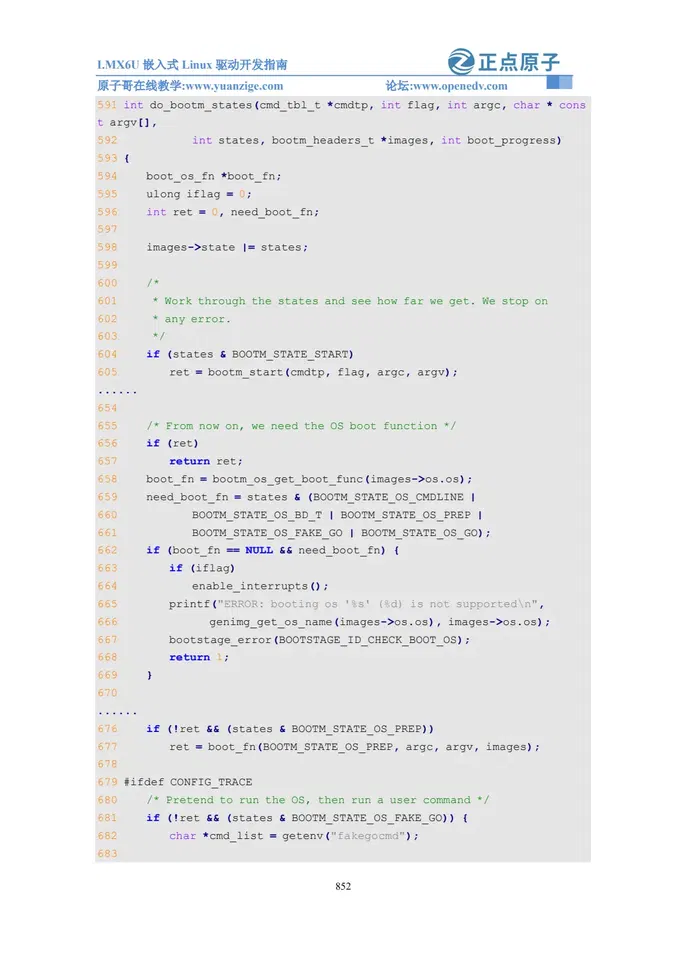 I.MX6U 嵌入式 Linux 驱动开发指南
正点原子
原子哥在线教学:www.yuanzige.com 论坛:www.openedv.com
591 int do_bootm_states(cmd_tbl_t *cmdtp, int flag, int argc, char * cons
t argv[],
592 int states, bootm_headers_t *images, int boot_progress)
593 {
594 boot_os_fn *boot_fn;
595 ulong iflag = 0;
596 int ret = 0, need_boot_fn;
597
598 images->state |= states;
599
600 /*
601 * Work through the states and see how far we get. We stop on
602 * any error.
603 */
604 if (states & BOOTM_STATE_START)
605 ret = bootm_start(cmdtp, flag, argc, argv);
......
654
655 /* From now on, we need the OS boot function */
656 if (ret)
657 return ret;
658 boot_fn = bootm_os_get_boot_func(images->os.os);
659 need_boot_fn = states & (BOOTM_STATE_OS_CMDLINE |
660 BOOTM_STATE_OS_BD_T | BOOTM_STATE_OS_PREP |
661 BOOTM_STATE_OS_FAKE_GO | BOOTM_STATE_OS_GO);
662 if (boot_fn == NULL && need_boot_fn) {
663 if (iflag)
664 enable_interrupts();
665 printf("ERROR: booting os '%s' (%d) is not supported\n",
666 genimg_get_os_name(images->os.os), images->os.os);
667 bootstage_error(BOOTSTAGE_ID_CHECK_BOOT_OS);
668 return 1;
669 }
670
......
676 if (!ret && (states & BOOTM_STATE_OS_PREP))
677 ret = boot_fn(BOOTM_STATE_OS_PREP, argc, argv, images);
678
679 #ifdef CONFIG_TRACE
680 /* Pretend to run the OS, then run a user command */
681 if (!ret && (states & BOOTM_STATE_OS_FAKE_GO)) {
682 char *cmd_list = getenv("fakegocmd");
683
852